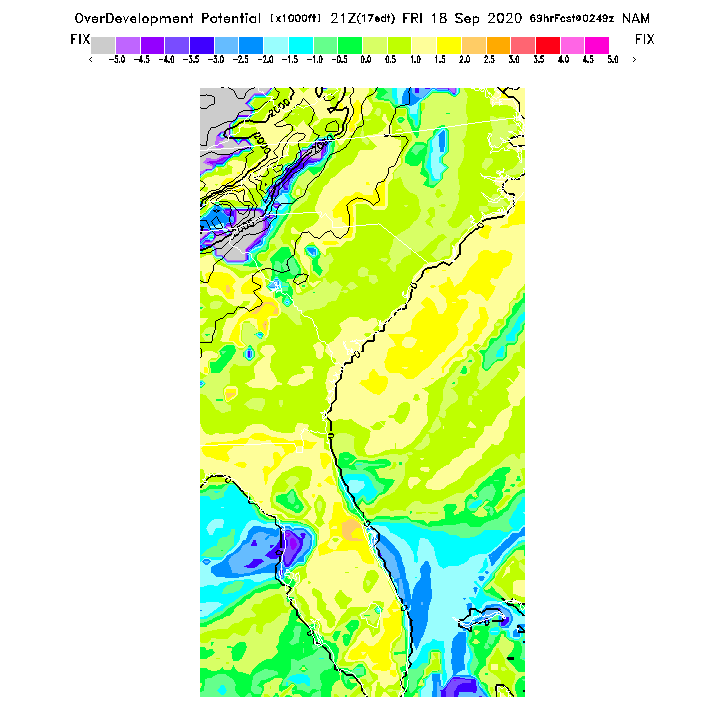 OverDevelopment Potential [x1000ft] 21Z(17edt) FRI 18 Sep 2020 69hrFcst@0249z NAM
FIX FIX
< -5.0 -4.5 -4.0 -3.5 -3.0 -2.5 -2.0 -1.5 -1.0 -0.5 0.0 0.5 1.0 1.5 2.0 2.5 3.0 3.5 4.0 4.5 5.0 >
2000
2000